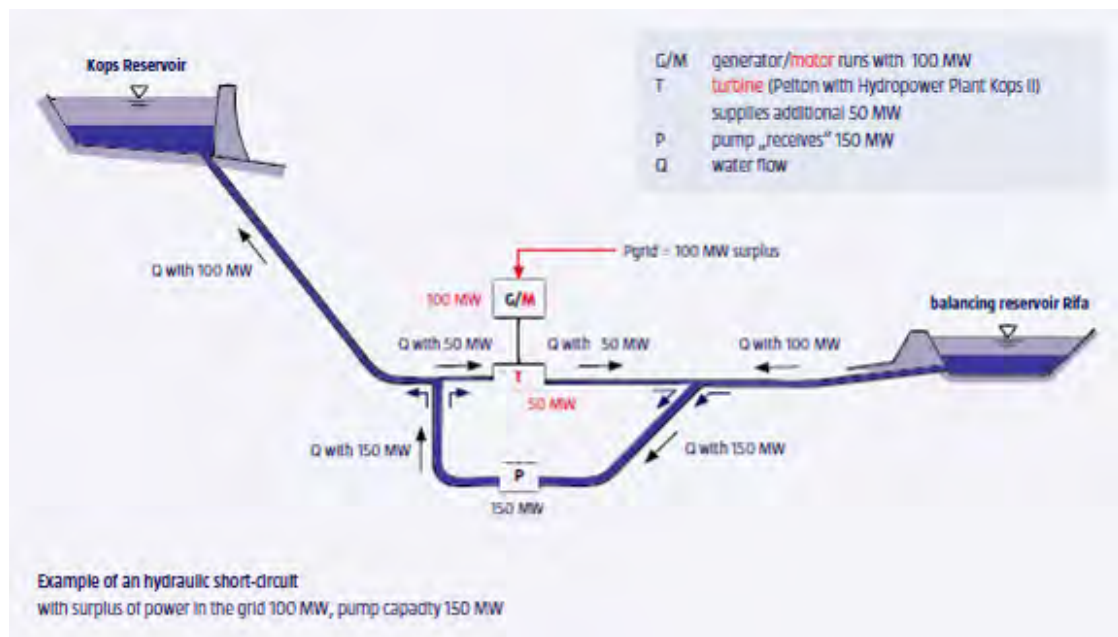 Kops Reservoir
G/M generator/motor runs with 100 MW
T turbine (Pelton with Hydropower Plant Kops II)
supplies additional 50 MW
P pump „receives“ 150 MW
Q water flow
Q with 100 MW
Pgrid = 100 MW surplus
100 MW
G/M
balancing reservoir Rifa
Q with 50 MW
Q with 50 MW
Q with 100 MW
T
50 MW
Q with 150 MW
Q with 150 MW
P
150 MW
Example of an hydraulic short-circuit
with surplus of power in the grid 100 MW, pump capacity 150 MW